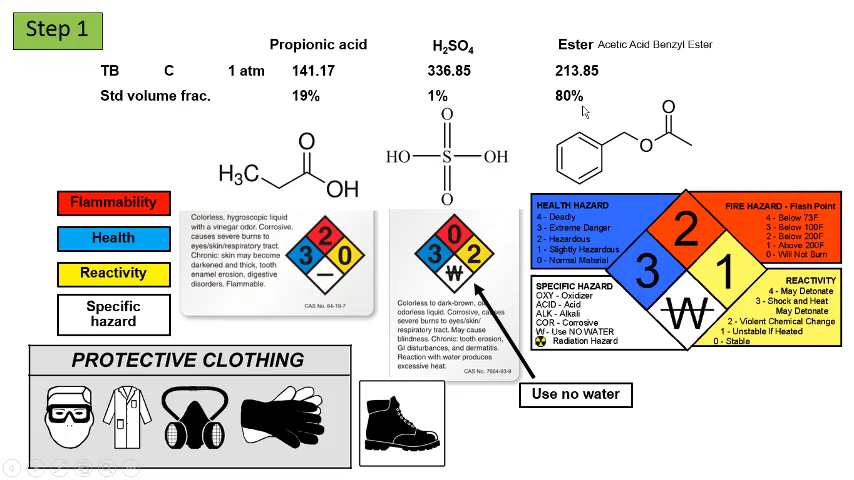 Step 1
Propionic acid H₂SO₄ Ester Acetic Acid Benzyl Ester
TB C 1 atm 141.17 336.85 213.85
Std volume frac. 19% 1% 80%
H₃C O OH
HO O S O OH
O O
Flammability
Health
Reactivity
Specific
hazard
Colorless, hygroscopic liquid
with a vinegar odor. Corrosive,
causes severe burns to
eyes/skin/respiratory tract.
Chronic: skin may become
darkened and thick, tooth
enamel erosion, digestive
disorders. Flammable.
2
3 0
–
CAS No. 64-19-7
0
3 2
W
Colorless to dark-brown, oily,
odorless liquid. Corrosive, causes
severe burns to eyes/skin/
respiratory tract. May cause
blindness. Chronic: tooth erosion,
GI disturbances, and dermatitis.
Reaction with water produces
excessive heat.
CAS No. 7664-93-9
Use no water
HEALTH HAZARD
4 - Deadly
3 - Extreme Danger
2 - Hazardous
1 - Slightly Hazardous
0 - Normal Material
FIRE HAZARD - Flash Point
4 - Below 73F
3 - Below 100F
2 - Below 200F
1 - Above 200F
0 - Will Not Burn
2
3 1
W
SPECIFIC HAZARD
OXY - Oxidizer
ACID - Acid
ALK - Alkali
COR - Corrosive
W - Use NO WATER
Radiation Hazard
REACTIVITY
4 - May Detonate
3 - Shock and Heat
May Detonate
2 - Violent Chemical Change
1 - Unstable If Heated
0 - Stable
PROTECTIVE CLOTHING